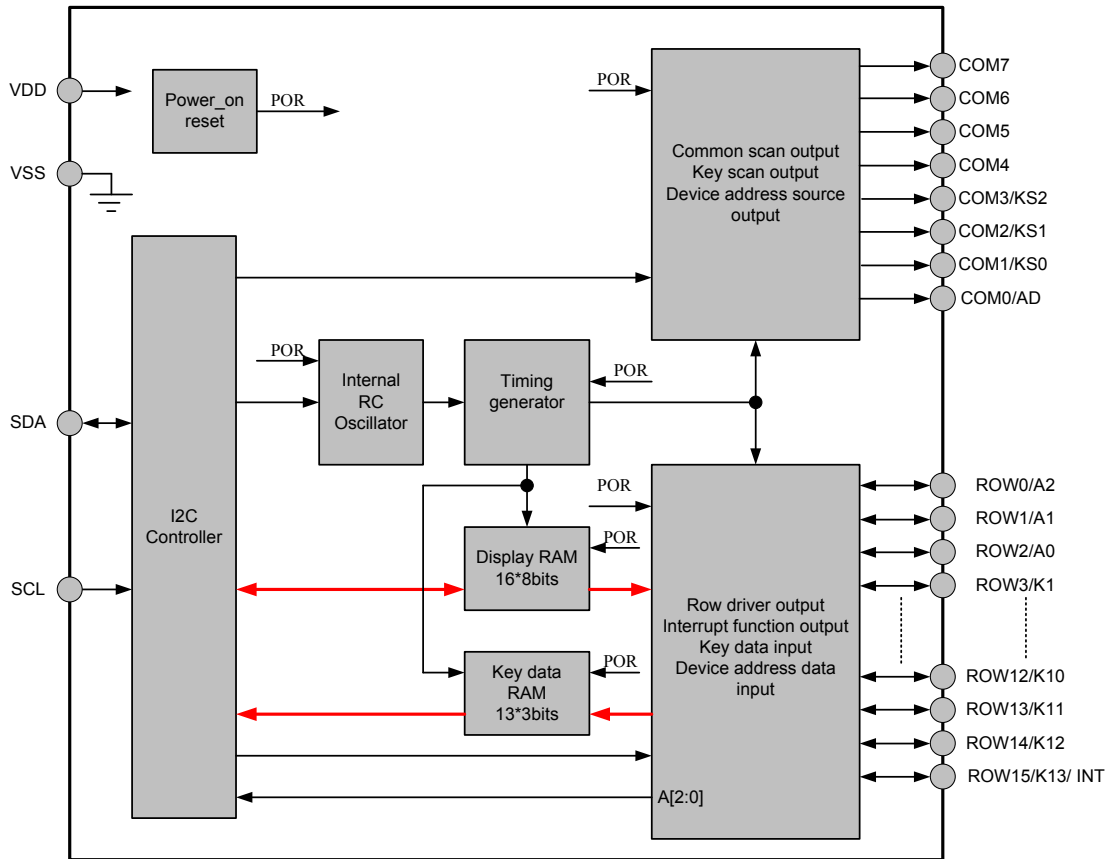 VDD
VSS
SDA
SCL
Power_on
reset
POR
POR
Common scan output
Key scan output
Device address source
output
COM7
COM6
COM5
COM4
COM3/KS2
COM2/KS1
COM1/KS0
COM0/AD
I2C
Controller
POR
Internal
RC
Oscillator
Timing
generator
POR
POR
Display RAM
16*8bits
POR
Key data
RAM
13*3bits
POR
Row driver output
Interrupt function output
Key data input
Device address data
input
A[2:0]
ROW0/A2
ROW1/A1
ROW2/A0
ROW3/K1
ROW12/K10
ROW13/K11
ROW14/K12
ROW15/K13/ INT